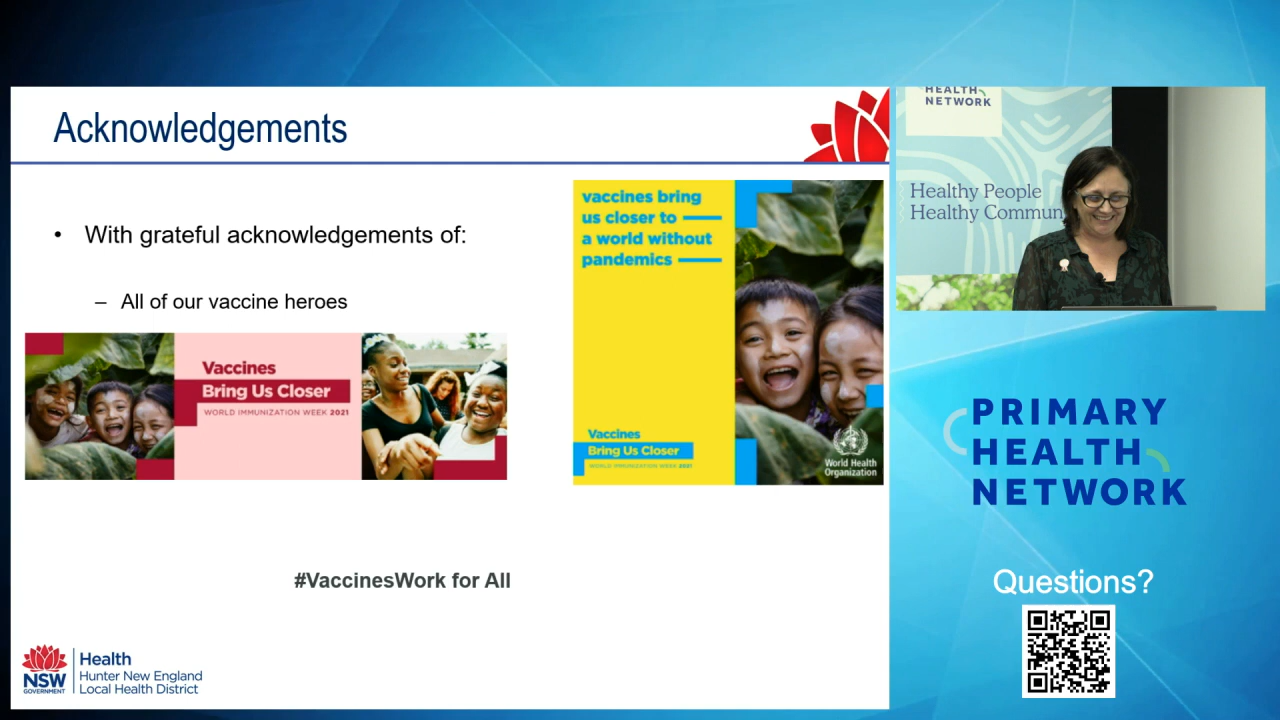 Acknowledgements
• With grateful acknowledgements of:
– All of our vaccine heroes
Vaccines
Bring Us Closer
WORLD IMMUNIZATION WEEK 2021
vaccines bring
us closer to
a world without
pandemics
Vaccines
Bring Us Closer
WORLD IMMUNIZATION WEEK 2021
World Health
Organization
#VaccinesWork for All
NSW
GOVERNMENT
Health
Hunter New England
Local Health District
HEALTH
NETWORK
Healthy People
Healthy Commun
PRIMARY
HEALTH
NETWORK
Questions?